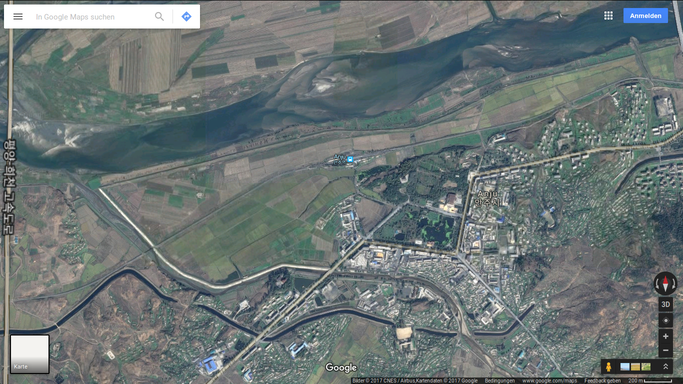 In Google Maps suchen
Anmelden
평양 희천 고속 도로
3D
Karte
Google
Bilder © 2017 CNES / Airbus, Kartendaten © 2017 Google
Bedingungen
www.google.com/maps
Feedback geben
200 m